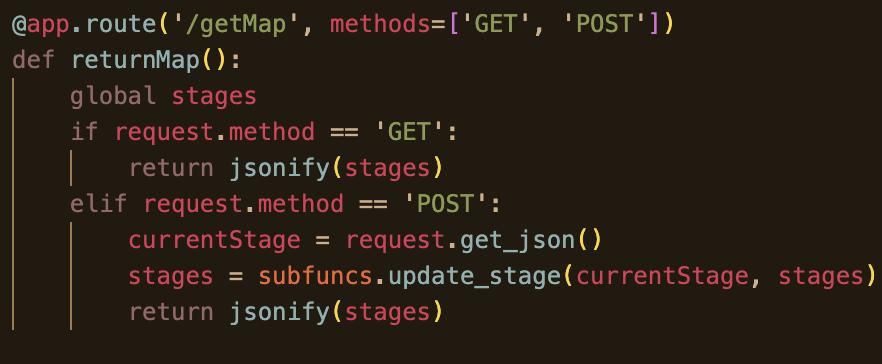 @app.route('/getMap', methods=['GET', 'POST'])
def returnMap():
    global stages
    if request.method == 'GET':
        return jsonify(stages)
    elif request.method == 'POST':
        currentStage = request.get_json()
        stages = subfuncs.update_stage(currentStage, stages)
        return jsonify(stages)